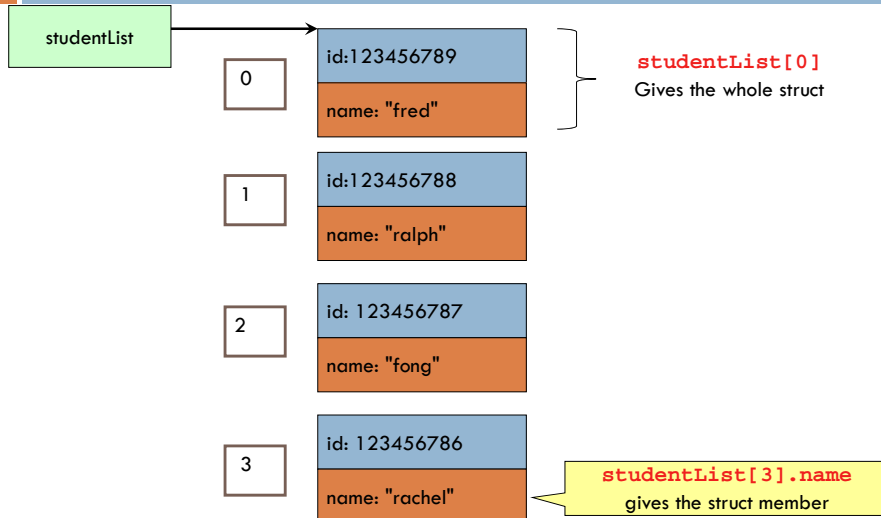 studentList
0
id:123456789
name: "fred"
studentList[0]
Gives the whole struct
1
id:123456788
name: "ralph"
2
id: 123456787
name: "fong"
3
id: 123456786
name: "rachel"
studentList[3].name
gives the struct member